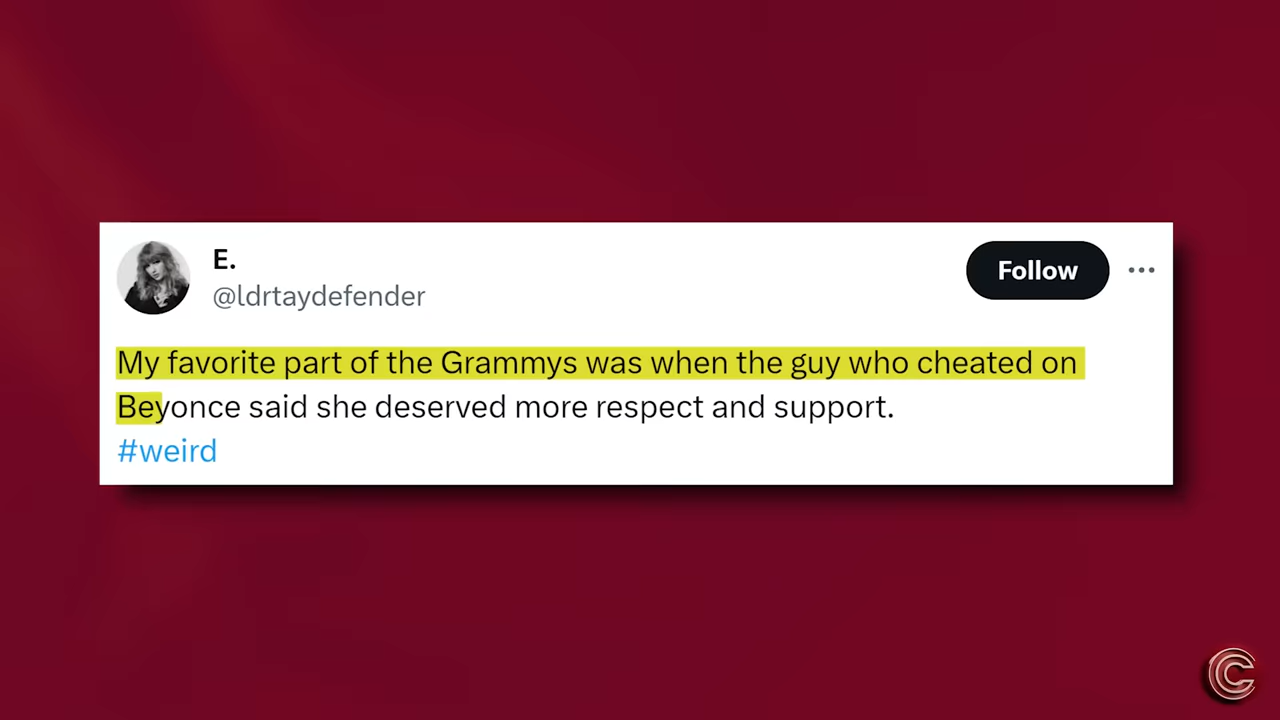 E.
@ldrtaydefender
Follow
My favorite part of the Grammys was when the guy who cheated on
Beyonce said she deserved more respect and support.
#weird